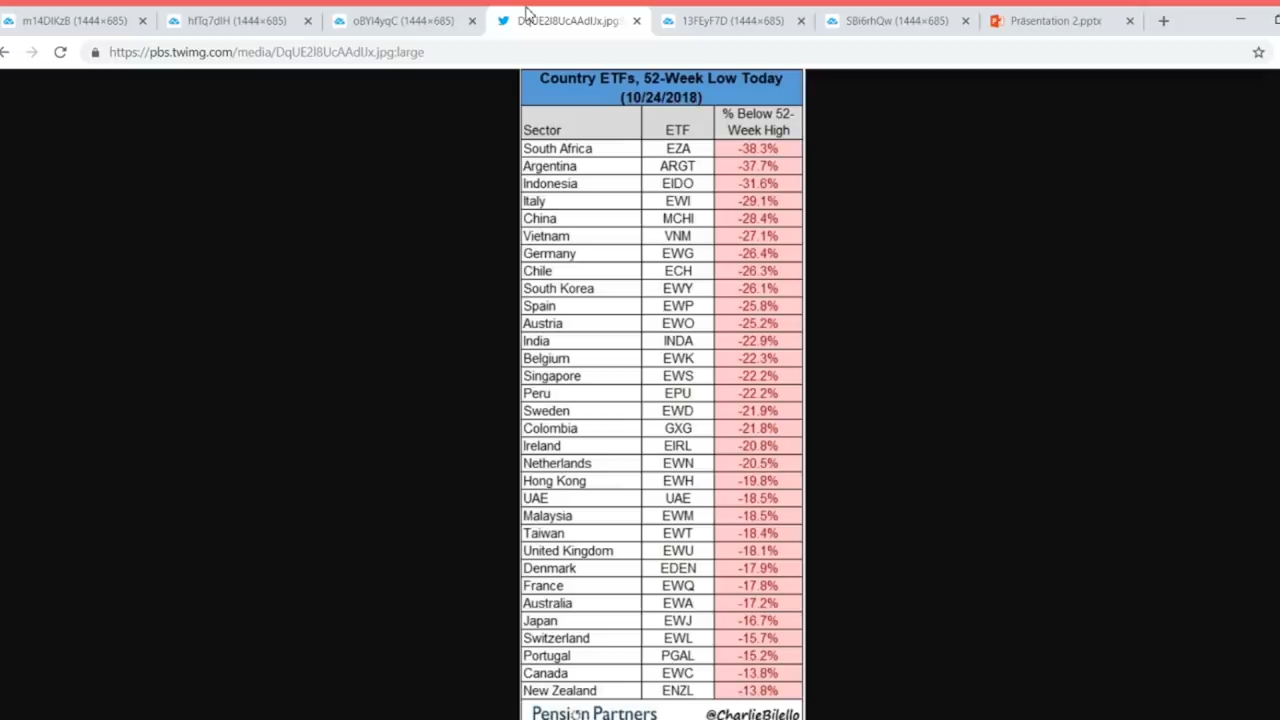 m14DIKzB (1444×685)
hfTq7dIH (1444×685)
oBYl4yqC (1444×685)
DqUE2I8UcAAdIJx.jpg
13FEyF7D (1444×685)
SBi6rhQw (1444×685)
Präsentation 2.pptx
https://pbs.twimg.com/media/DqUE2I8UcAAdIJx.jpg:large
Country ETFs, 52-Week Low Today
(10/24/2018)
Sector ETF % Below 52-
Week High
South Africa EZA -38.3%
Argentina ARGT -37.7%
Indonesia EIDO -31.6%
Italy EWI -29.1%
China MCHI -28.4%
Vietnam VNM -27.1%
Germany EWG -26.4%
Chile ECH -26.3%
South Korea EWY -26.1%
Spain EWP -25.8%
Austria EWO -25.2%
India INDA -22.9%
Belgium EWK -22.3%
Singapore EWS -22.2%
Peru EPU -22.2%
Sweden EWD -21.9%
Colombia GXG -21.8%
Ireland EIRL -20.8%
Netherlands EWN -20.5%
Hong Kong EWH -19.8%
UAE UAE -18.5%
Malaysia EWM -18.5%
Taiwan EWT -18.4%
United Kingdom EWU -18.1%
Denmark EDEN -17.9%
France EWQ -17.8%
Australia EWA -17.2%
Japan EWJ -16.7%
Switzerland EWL -15.7%
Portugal PGAL -15.2%
Canada EWC -13.8%
New Zealand ENZL -13.8%
Pension Partners @CharlieBilello